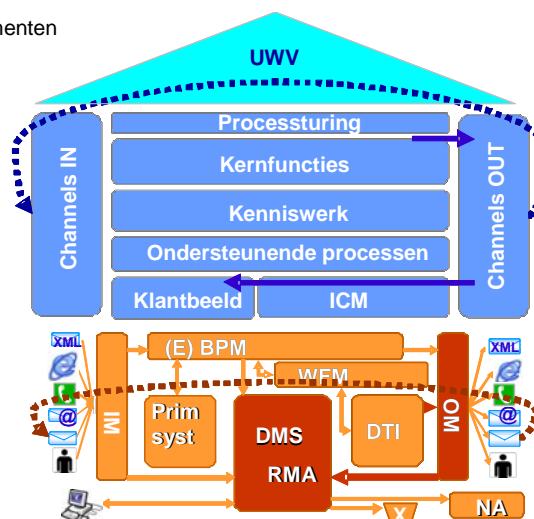 nenten
UWV
Processturing
Kernfuncties
Kenniswerk
Ondersteunende processen
Klantbeeld
ICM
Channels IN
Channels OUT
(E) BPM
WFM
XML
XML
IM
Prim
syst
DMS
RMA
DTI
OM
@
@
X
NA